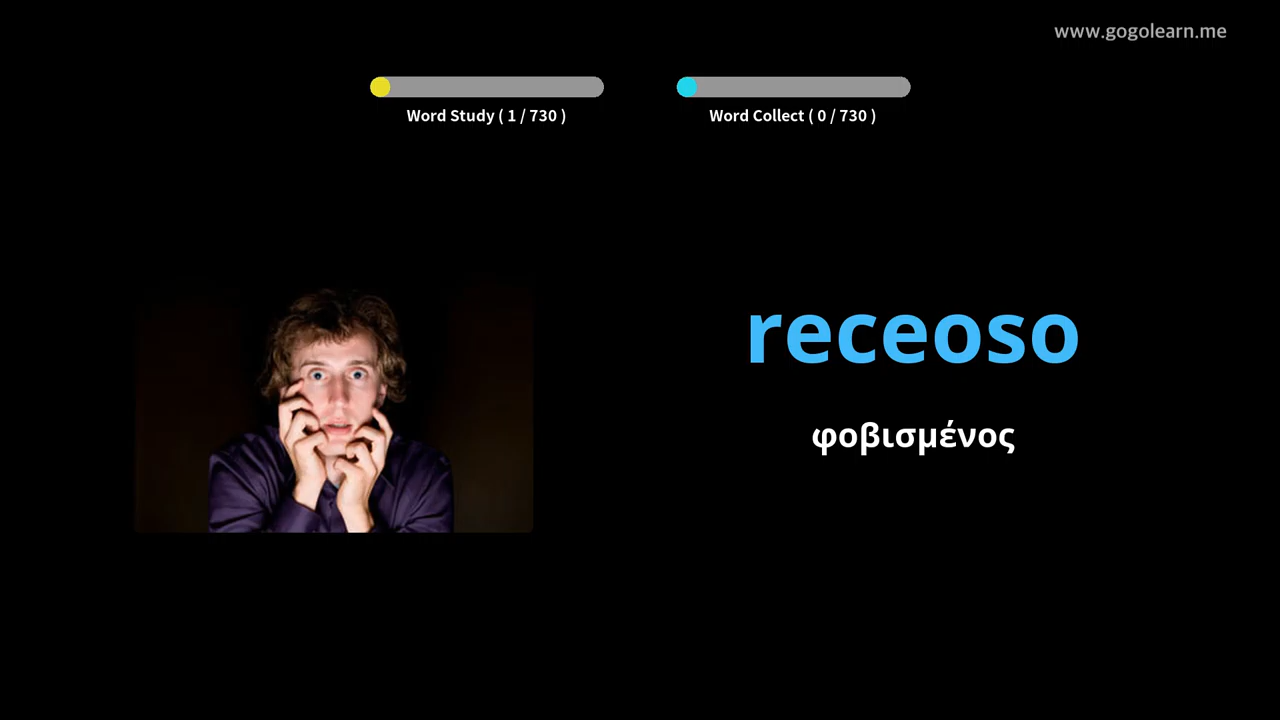 www.gogolearn.me
Word Study ( 1 / 730 )
Word Collect ( 0 / 730 )
receoso
φοβισμένος